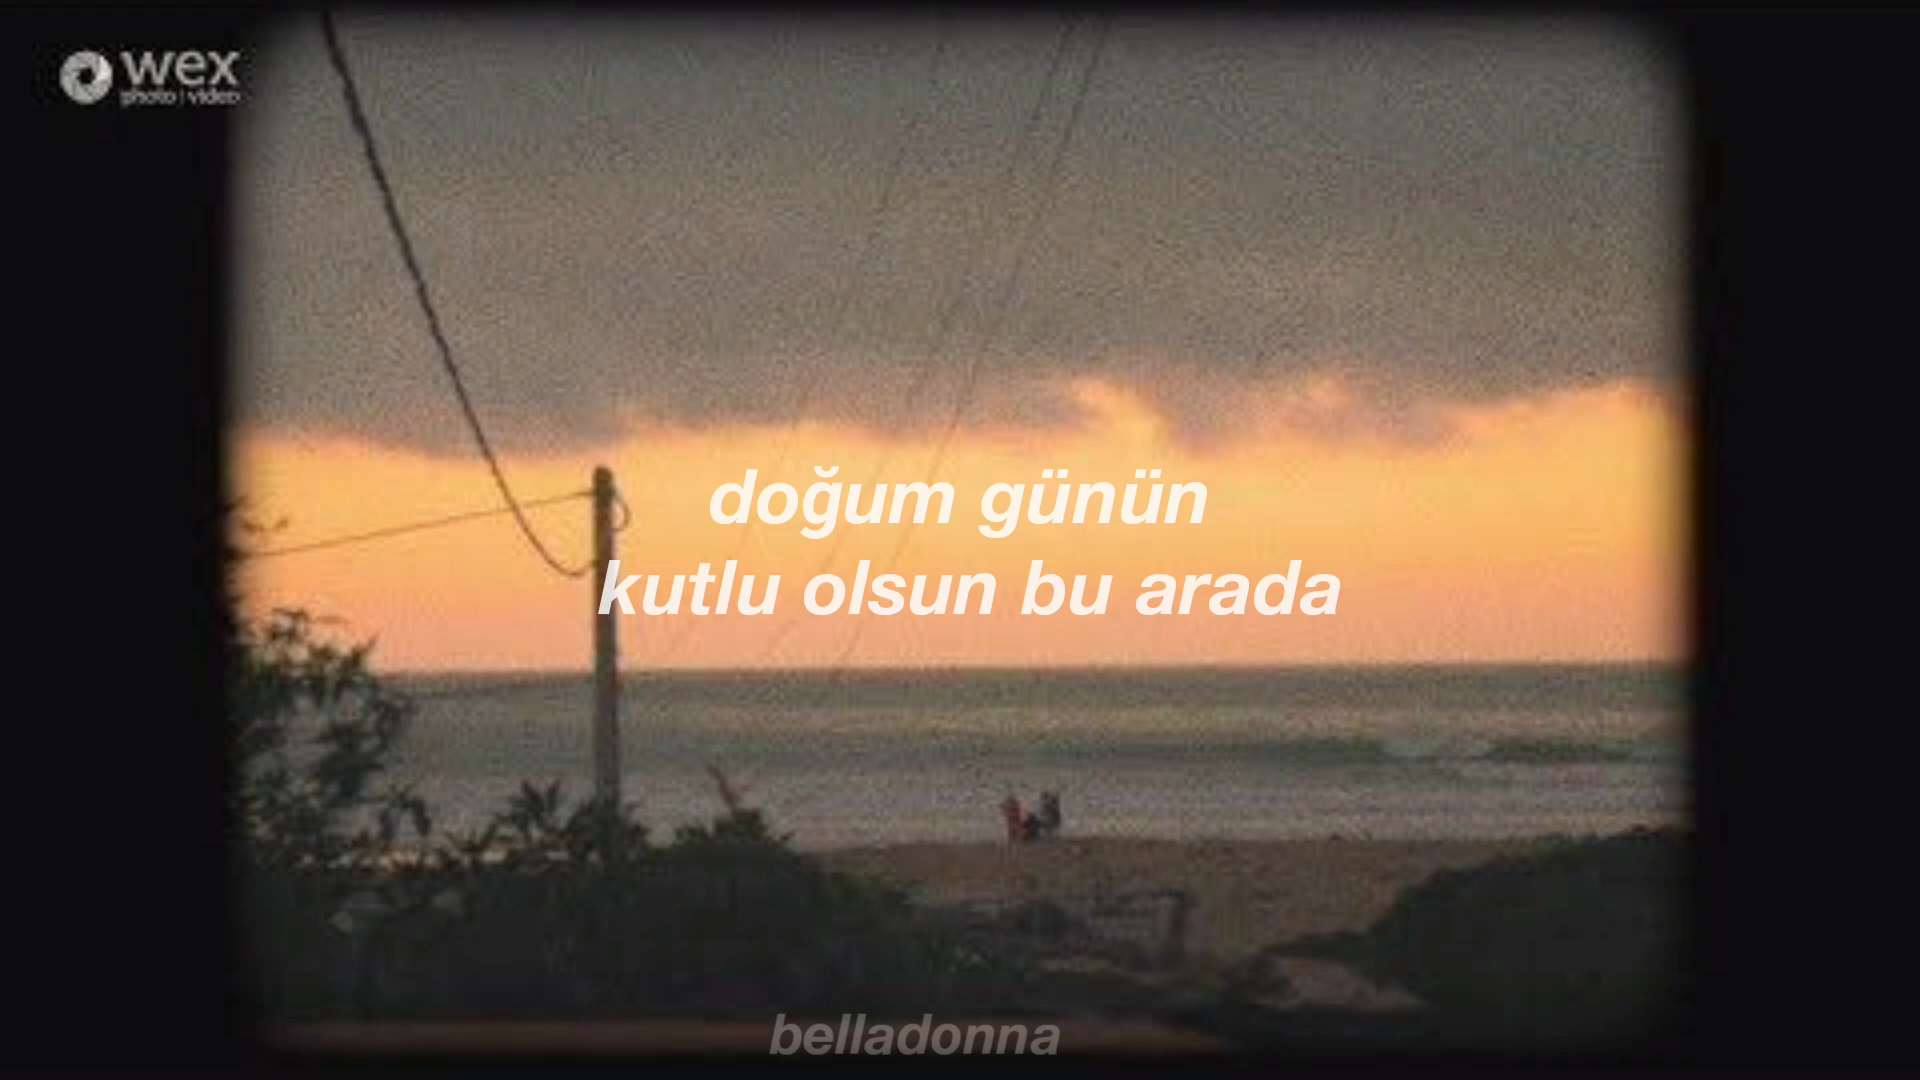 wex
photo | video
doğum günün
kutlu olsun bu arada
belladonna